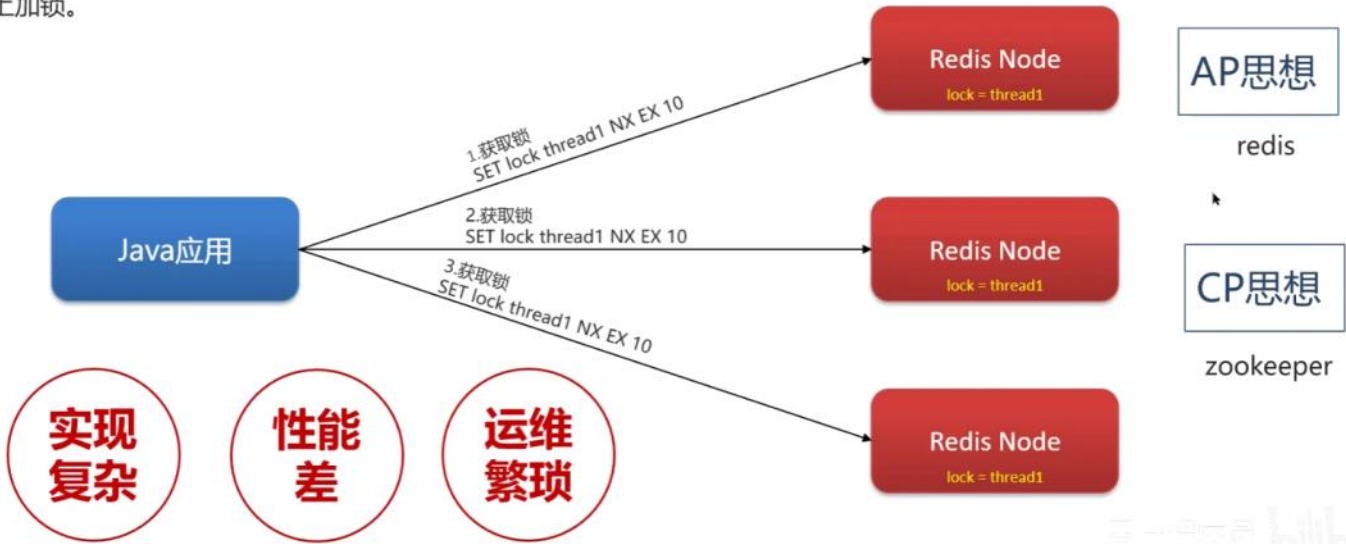 上加锁。
Redis Node
lock = thread1
AP思想
redis
1.获取锁
SET lock thread1 NX EX 10
Java应用
2.获取锁
SET lock thread1 NX EX 10
Redis Node
lock = thread1
3.获取锁
SET lock thread1 NX EX 10
CP思想
zookeeper
实现
复杂
性能
差
运维
繁琐
Redis Node
lock = thread1